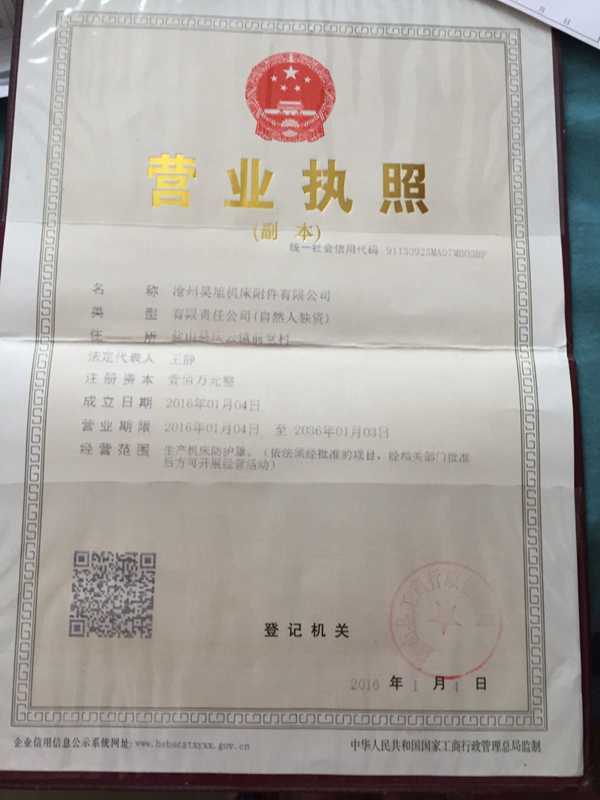 营业执照
(副 本)
统一社会信用代码
名 称 沧州昊旭机床附件有限公司
类 型 有限责任公司(自然人独资)
住 所
法定代表人 王静
注册资本 壹佰万元整
成立日期 2016年01月04日
营业期限 2016年01月04日 至 2036年01月03日
经营范围 生产机床防护罩。(依法须经批准的项目,经相关部门批准
后方可开展经营活动)
登记机关
2016 年 1 月 4 日
企业信用信息公示系统网址:www.hebscztxyxx.gov.cn
中华人民共和国国家工商行政管理总局监制